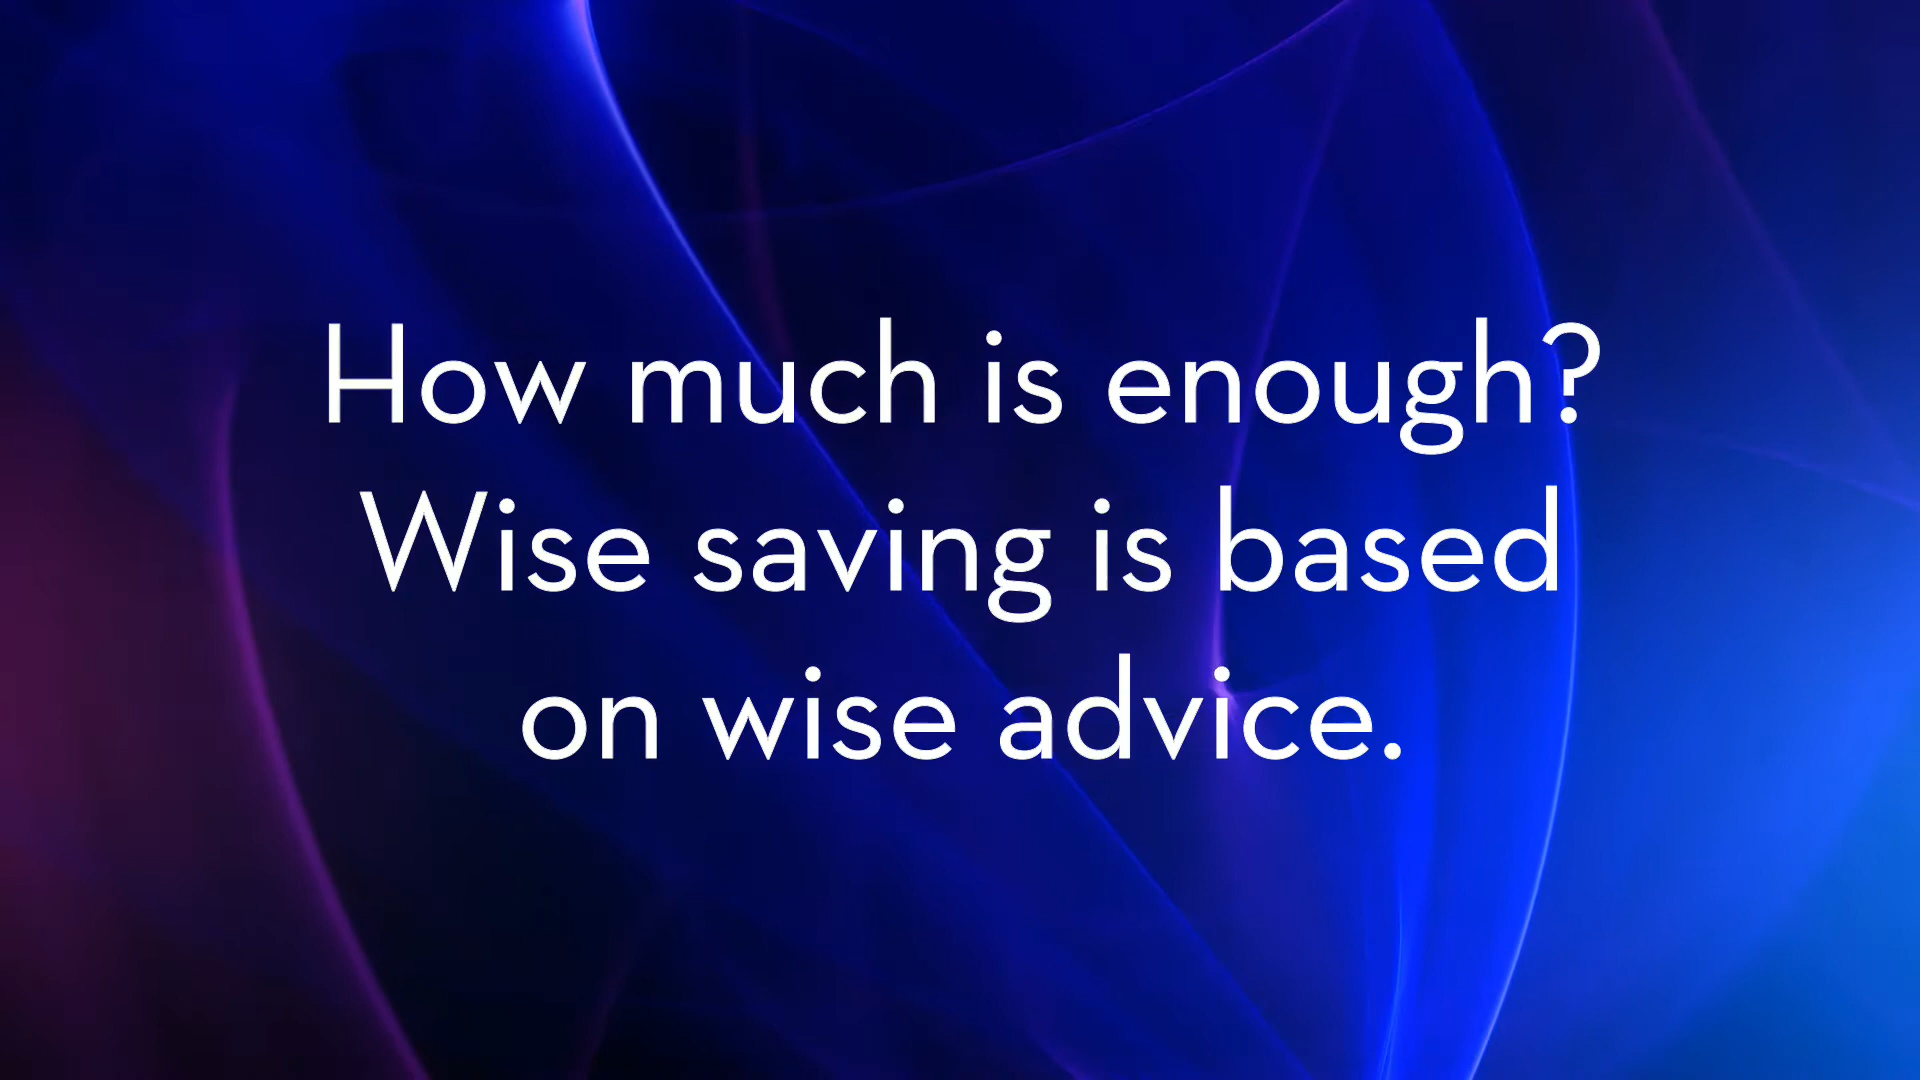 How much is enough?
Wise saving is based
on wise advice.